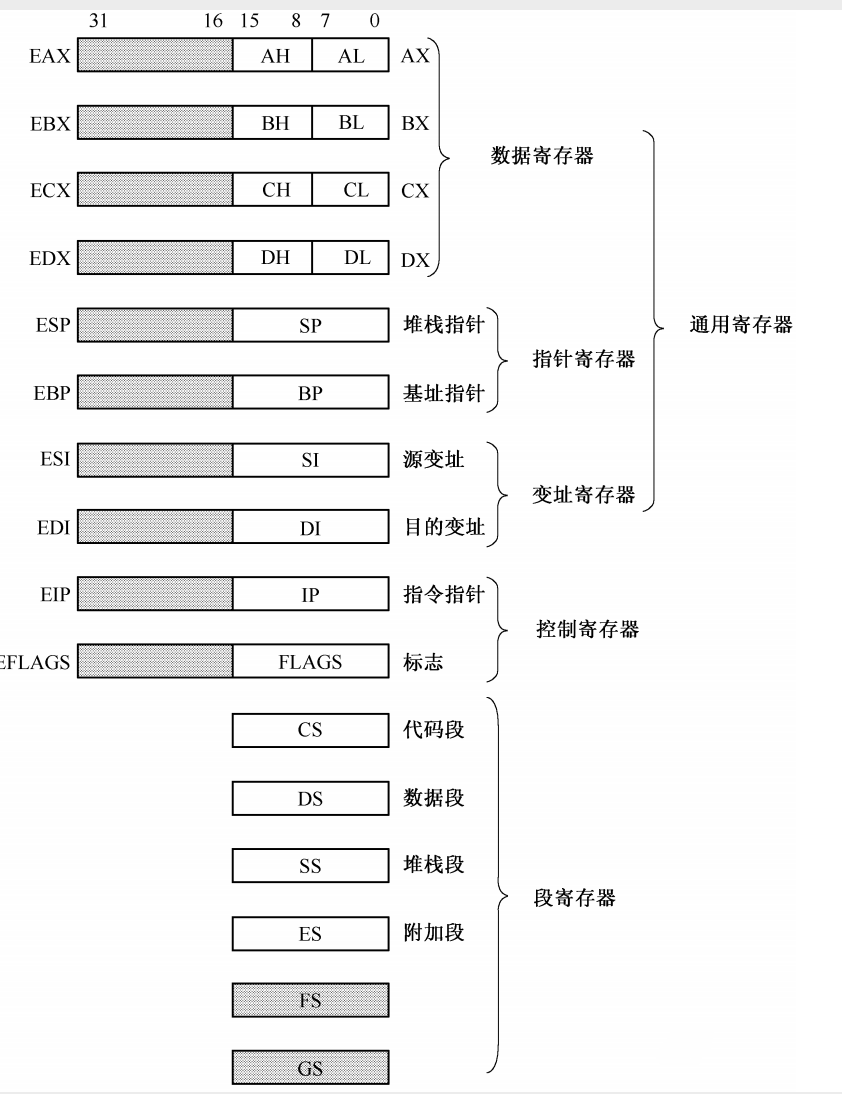 31 16 15 8 7 0
EAX AH AL AX
EBX BH BL BX
数据寄存器
ECX CH CL CX
EDX DH DL DX
ESP SP 堆栈指针
通用寄存器
指针寄存器
EBP BP 基址指针
ESI SI 源变址
变址寄存器
EDI DI 目的变址
EIP IP 指令指针
控制寄存器
EFLAGS FLAGS 标志
CS 代码段
DS 数据段
SS 堆栈段
段寄存器
ES 附加段
FS
GS